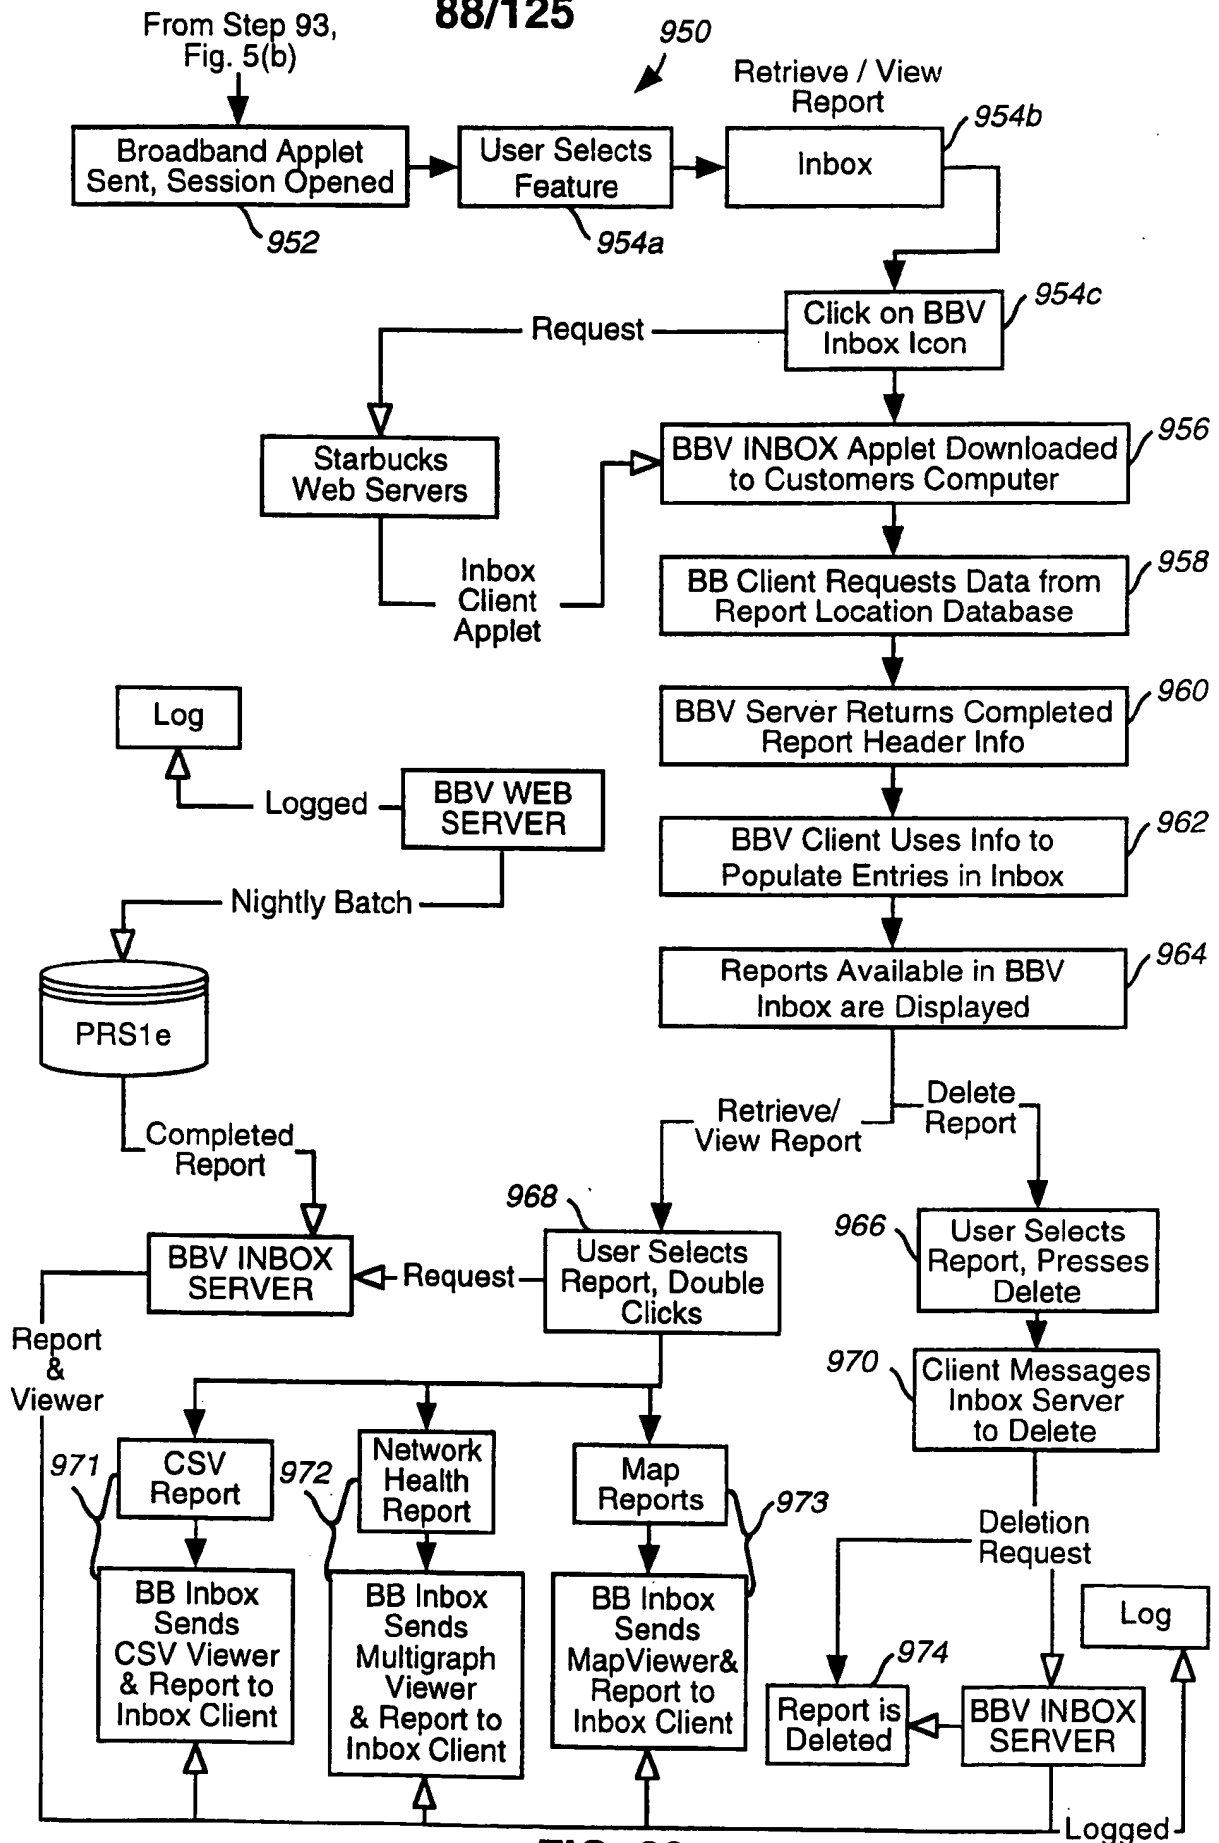 88/125
From Step 93,
Fig. 5(b)
950
Retrieve / View
Report
Broadband Applet
Sent, Session Opened
952
User Selects
Feature
954a
Inbox
954b
Click on BBV
Inbox Icon
954c
Request
Starbucks
Web Servers
Inbox
Client
Applet
BBV INBOX Applet Downloaded
to Customers Computer
956
BB Client Requests Data from
Report Location Database
958
BBV Server Returns Completed
Report Header Info
960
Log
Logged
BBV WEB
SERVER
BBV Client Uses Info to
Populate Entries in Inbox
962
Nightly Batch
PRS1e
Reports Available in BBV
Inbox are Displayed
964
Completed
Report
Retrieve/
View Report
Delete
Report
BBV INBOX
SERVER
Request
968
User Selects
Report, Double
Clicks
966
User Selects
Report, Presses
Delete
Report
&
Viewer
970
Client Messages
Inbox Server
to Delete
971
CSV
Report
972
Network
Health
Report
Map
Reports
973
BB Inbox
Sends
CSV Viewer
& Report to
Inbox Client
BB Inbox
Sends
Multigraph
Viewer
& Report to
Inbox Client
BB Inbox
Sends
MapViewer&
Report to
Inbox Client
Deletion
Request
Log
974
Report is
Deleted
BBV INBOX
SERVER
Logged